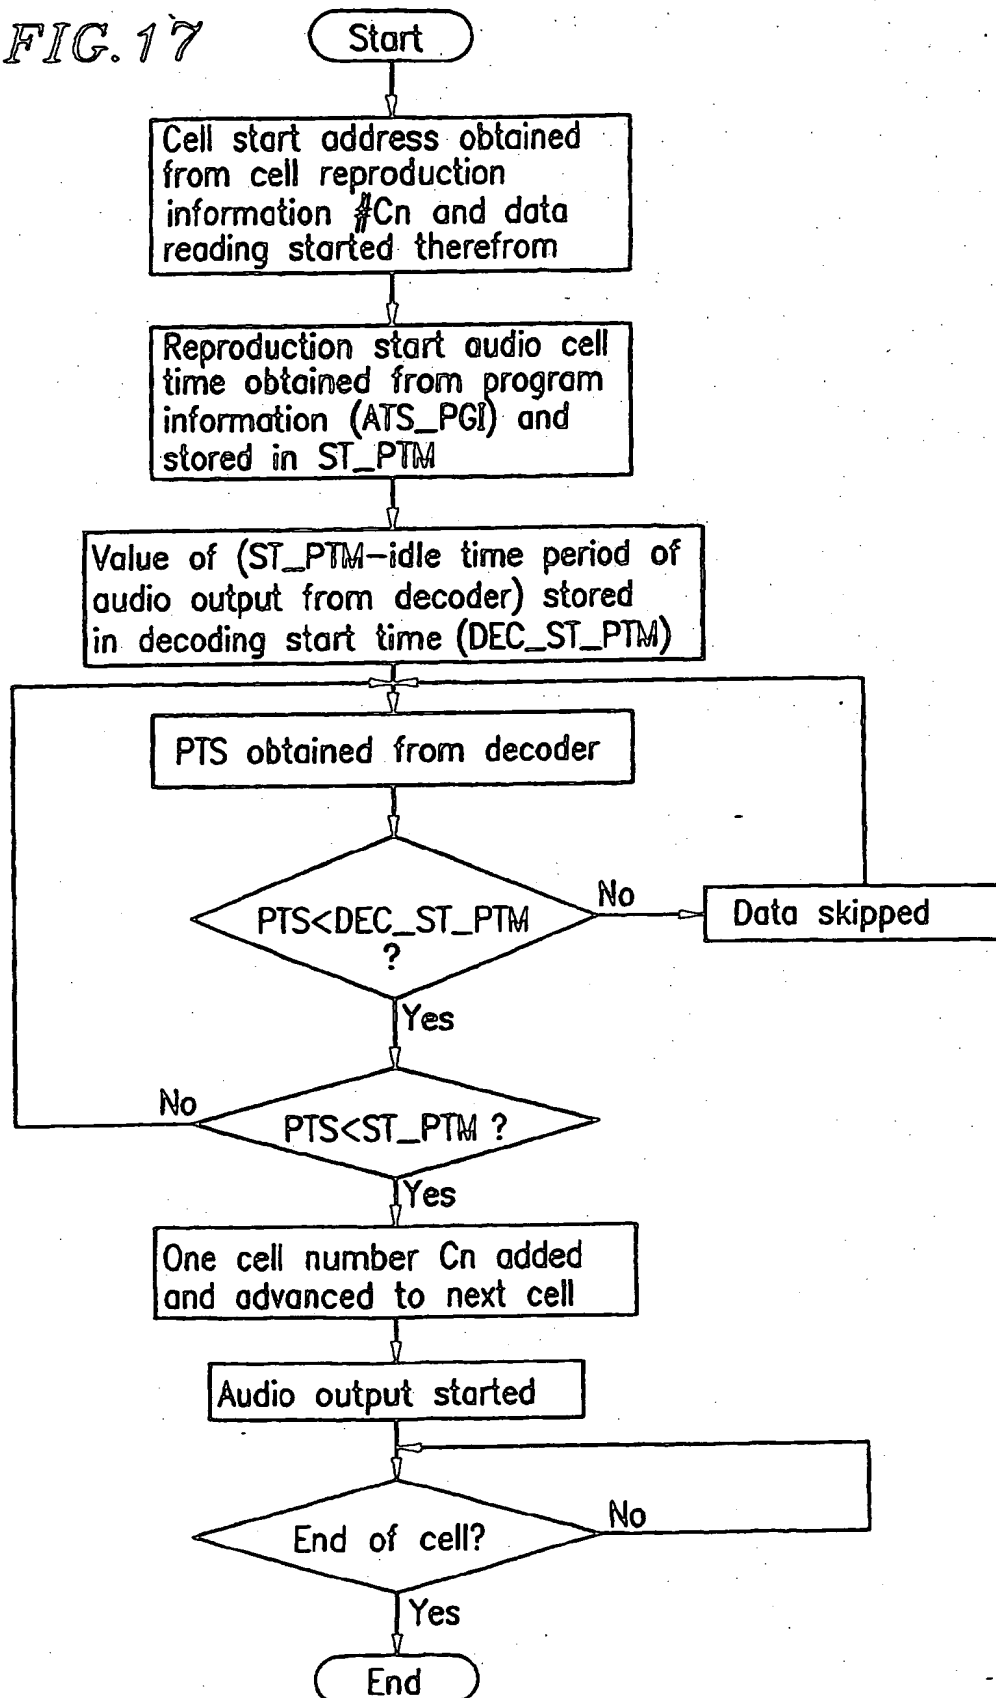 FIG. 17
Start
Cell start address obtained
from cell reproduction
information #Cn and data
reading started therefrom
Reproduction start audio cell
time obtained from program
information (ATS_PGI) and
stored in ST_PTM
Value of (ST_PTM-idle time period of
audio output from decoder) stored
in decoding start time (DEC_ST_PTM)
PTS obtained from decoder
PTS<DEC_ST_PTM
?
No
Data skipped
Yes
No
PTS<ST_PTM ?
Yes
One cell number Cn added
and advanced to next cell
Audio output started
End of cell?
No
Yes
End